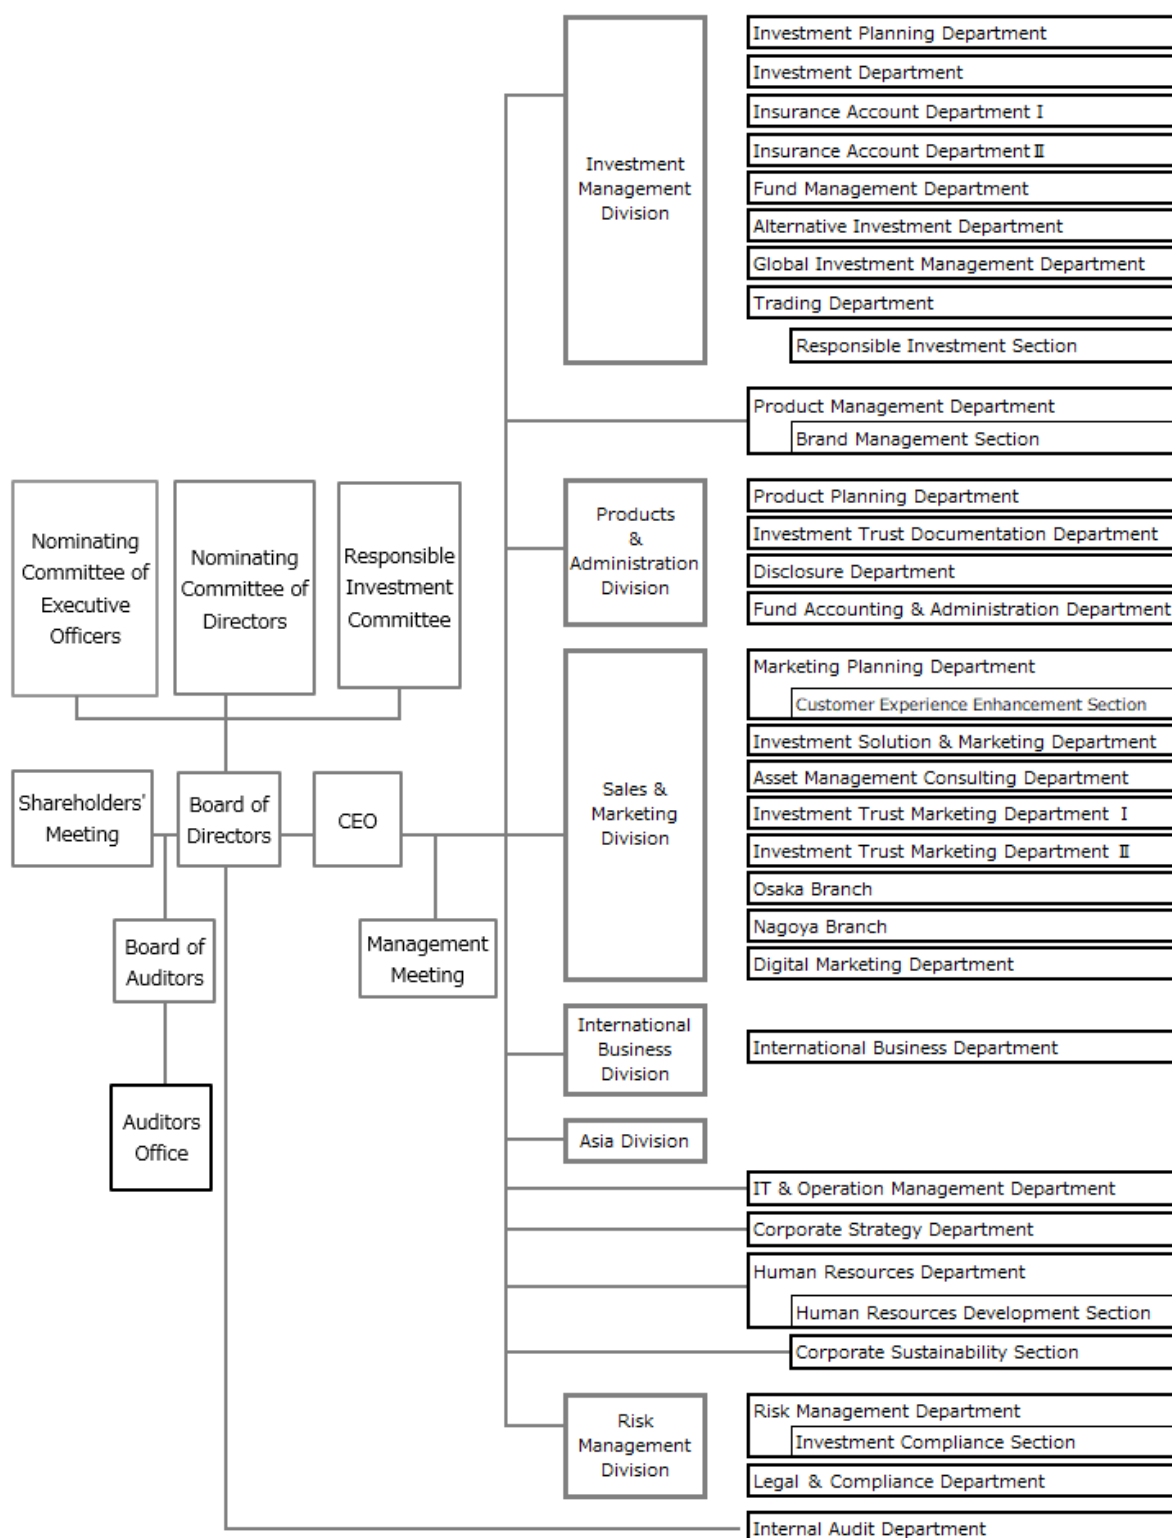 Investment Planning Department
Investment Department
Insurance Account Department Ⅰ
Insurance Account Department Ⅱ
Investment
Management
Division
Fund Management Department
Alternative Investment Department
Global Investment Management Department
Trading Department
Responsible Investment Section
Product Management Department
Brand Management Section
Nominating
Committee of
Executive
Officers
Nominating
Committee of
Directors
Responsible
Investment
Committee
Products
&
Administration
Division
Product Planning Department
Investment Trust Documentation Department
Disclosure Department
Fund Accounting & Administration Department
Marketing Planning Department
Customer Experience Enhancement Section
Shareholders'
Meeting
Board of
Directors
CEO
Sales &
Marketing
Division
Investment Solution & Marketing Department
Asset Management Consulting Department
Investment Trust Marketing Department Ⅰ
Investment Trust Marketing Department Ⅱ
Osaka Branch
Nagoya Branch
Digital Marketing Department
Board of
Auditors
Management
Meeting
International
Business
Division
International Business Department
Auditors
Office
Asia Division
IT & Operation Management Department
Corporate Strategy Department
Human Resources Department
Human Resources Development Section
Corporate Sustainability Section
Risk
Management
Division
Risk Management Department
Investment Compliance Section
Legal & Compliance Department
Internal Audit Department